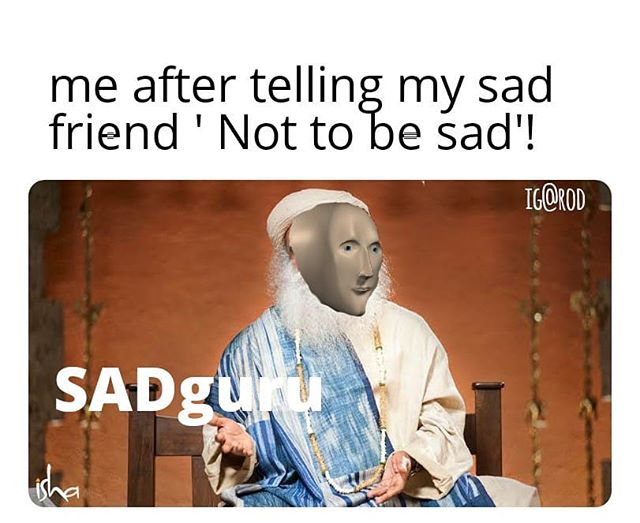 me after telling my sad
friend ' Not to be sad'!
IG@ROD
SADguru
isha